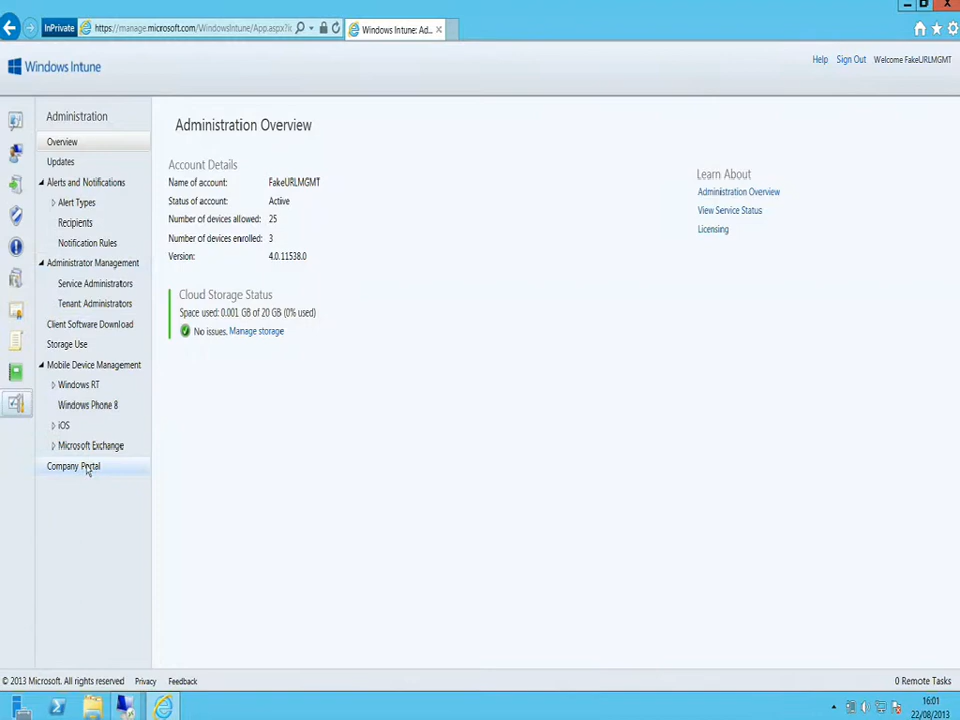 InPrivate
https://manage.microsoft.com/WindowsIntune/App.aspx?
Windows Intune: Ad...
Windows Intune
Help Sign Out Welcome FakeURLMGMT
Administration
Overview
Updates
Alerts and Notifications
Alert Types
Recipients
Notification Rules
Administrator Management
Service Administrators
Tenant Administrators
Client Software Download
Storage Use
Mobile Device Management
Windows RT
Windows Phone 8
iOS
Microsoft Exchange
Company Portal
Administration Overview
Account Details
Name of account: FakeURLMGMT
Status of account: Active
Number of devices allowed: 25
Number of devices enrolled: 3
Version: 4.0.11538.0
Cloud Storage Status
Space used: 0.001 GB of 20 GB (0% used)
No issues. Manage storage
Learn About
Administration Overview
View Service Status
Licensing
© 2013 Microsoft. All rights reserved Privacy Feedback
0 Remote Tasks
16:01
22/08/2013